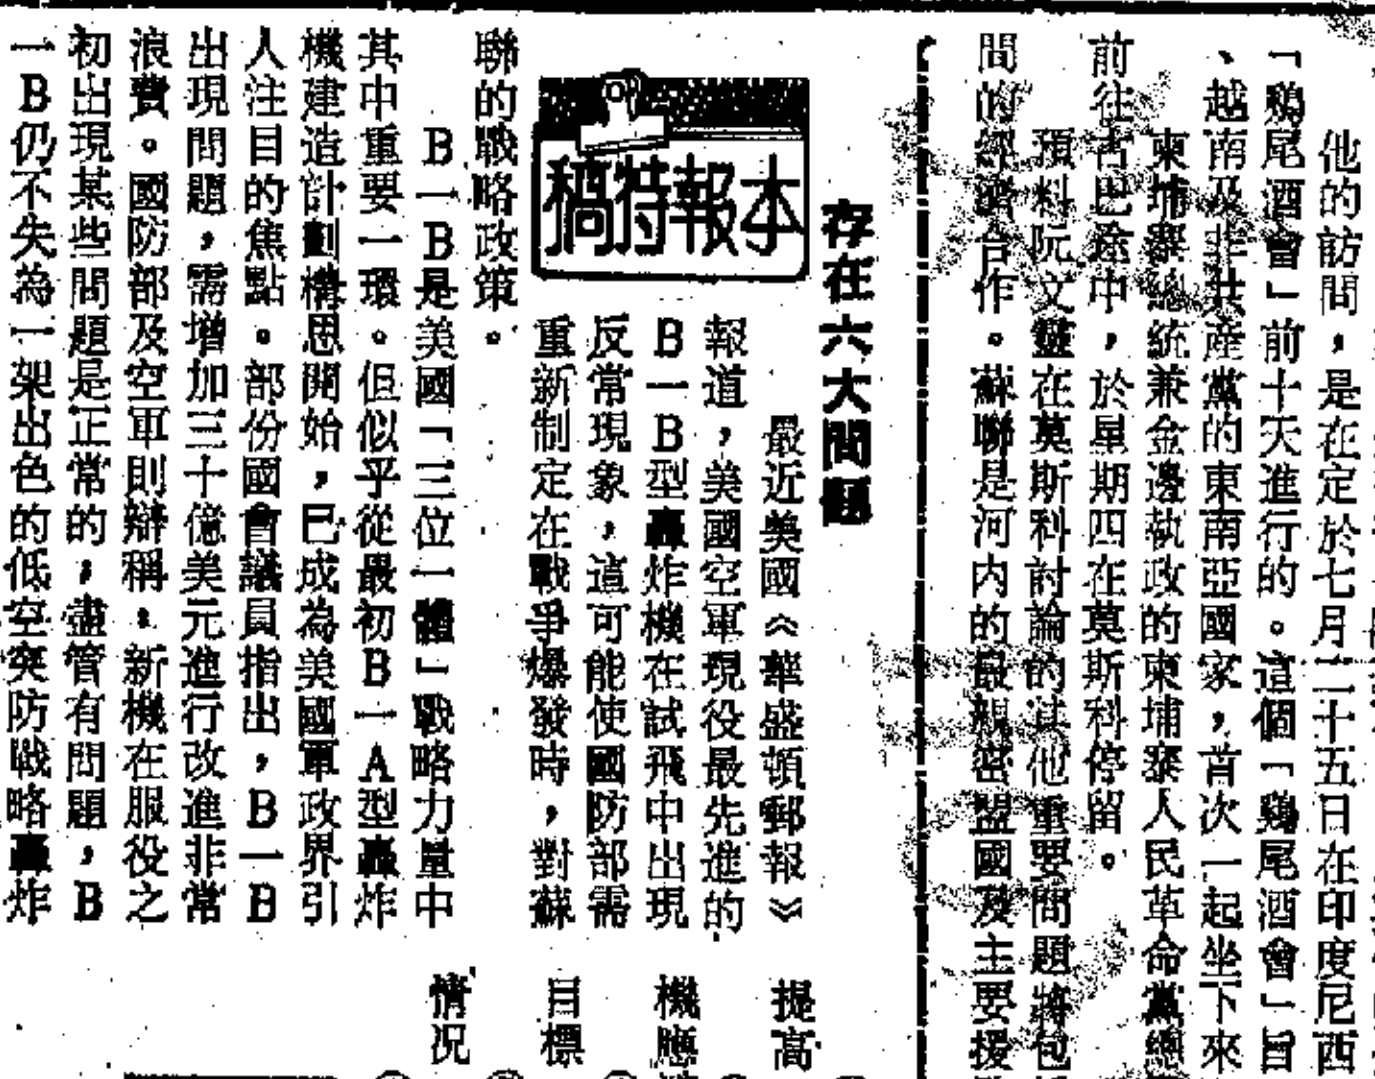 他的訪問，是在定於七月二十五日在印度尼西
「鷄尾酒會」前十天進行的。這個「鷄尾酒會」旨
、越南及非共產黨的東南亞國家，首次一起坐下來
柬埔寨總統兼金邊執政的柬埔寨人民革命黨總
前往古巴途中，於星期四在莫斯科停留。
預料阮文靈在莫斯科討論的其他重要問題將包
間的經濟合作。蘇聯是河內的最親密盟國及主要援
存在六大問題
本報特稿
最近美國《華盛頓郵報》
報道，美國空軍現役最先進的
B一B型轟炸機在試飛中出現
反常現象，這可能使國防部需
重新制定在戰爭爆發時，對蘇
聯的戰略政策。
B一B是美國「三位一體」戰略力量中
其中重要一環。但似乎從最初B一A型轟炸
機建造計劃構思開始，已成為美國軍政界引
人注目的焦點。部份國會議員指出，B一B
出現問題，需增加三十億美元進行改進非常
浪費。國防部及空軍則辯稱：新機在服役之
初出現某些問題是正常的，儘管有問題，B
一B仍不失為一架出色的低空突防戰略轟炸
提高
機應
目標
情况